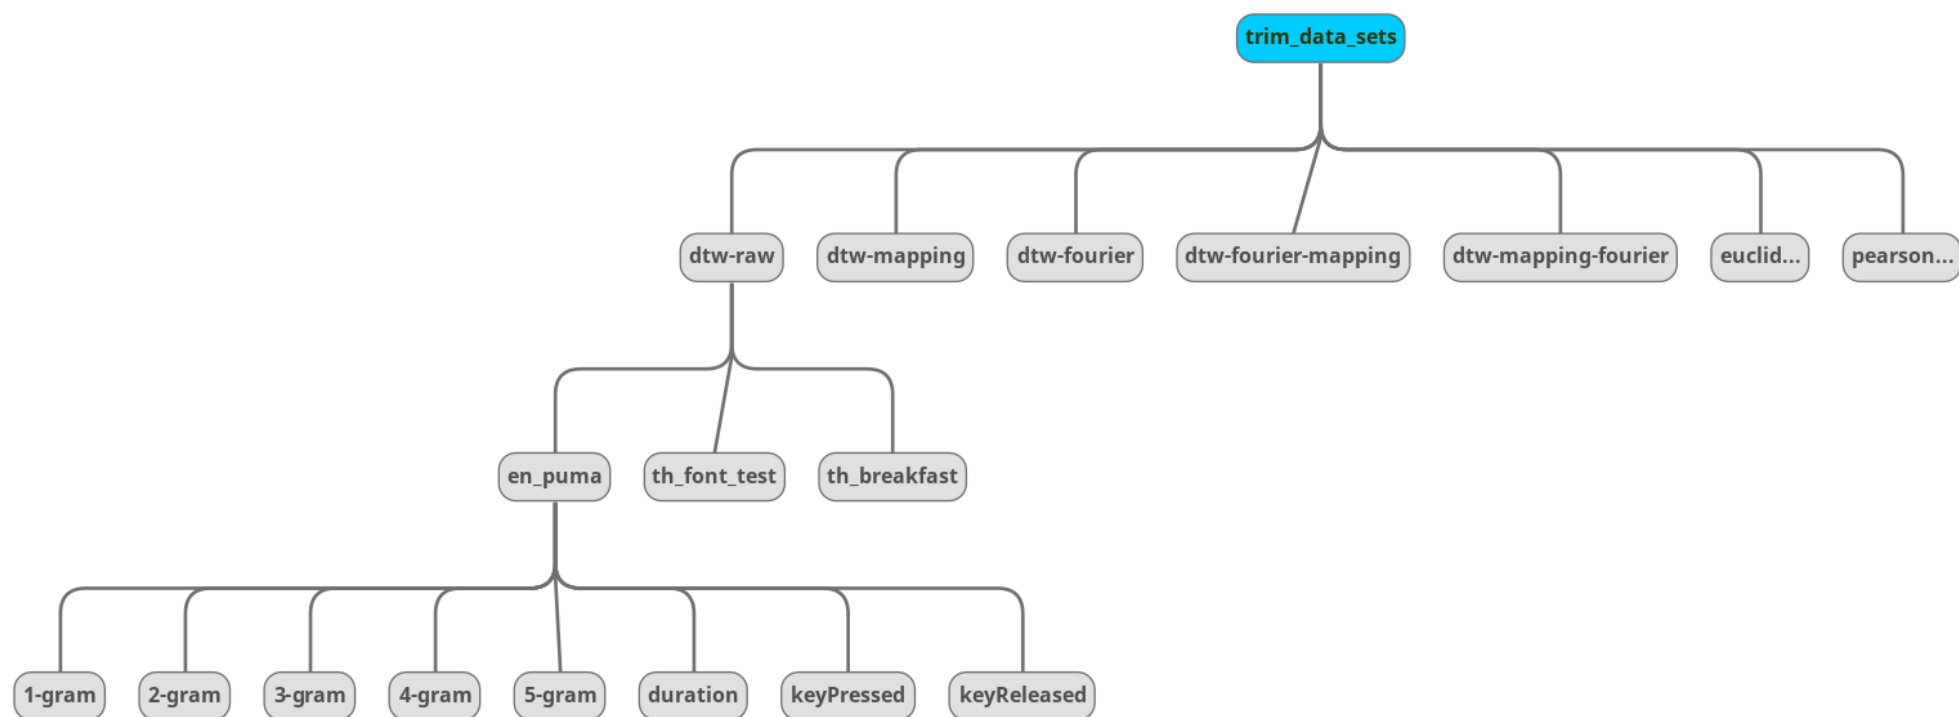 trim_data_sets
dtw-raw
dtw-mapping
dtw-fourier
dtw-fourier-mapping
dtw-mapping-fourier
euclid...
pearson...
en_puma
th_font_test
th_breakfast
1-gram
2-gram
3-gram
4-gram
5-gram
duration
keyPressed
keyReleased